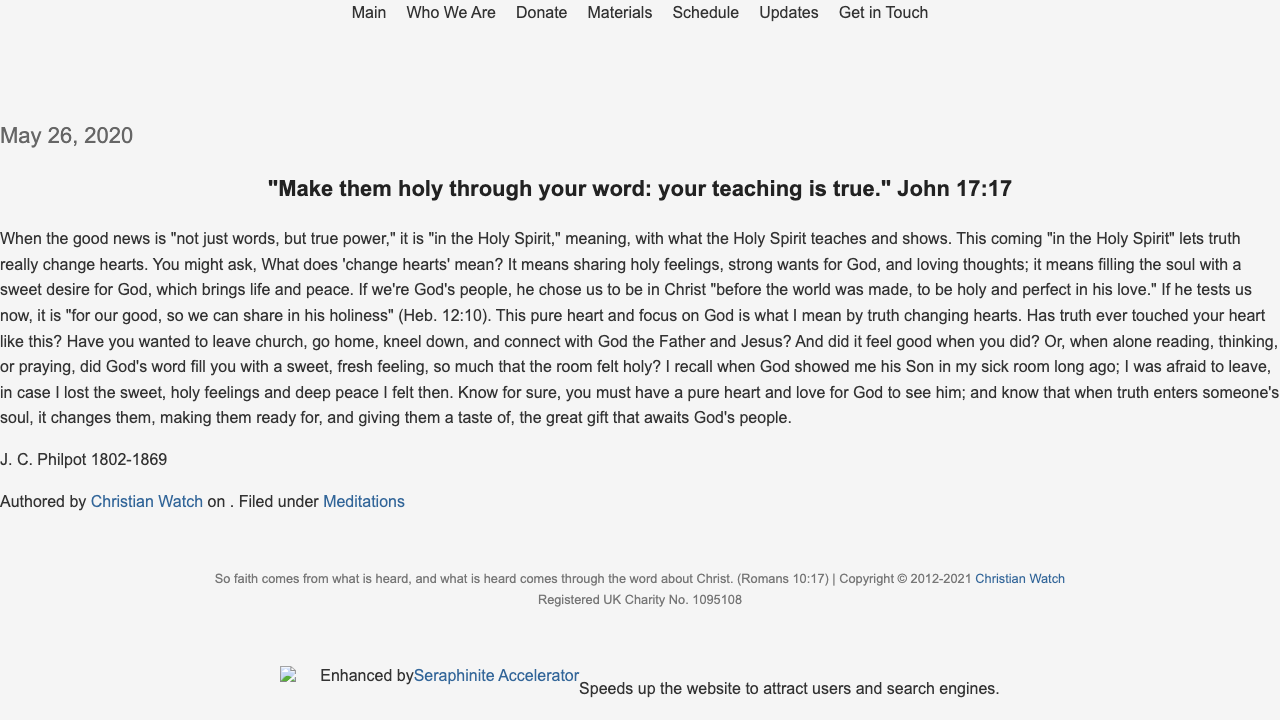 Main Who We Are Donate Materials Schedule Updates Get in Touch
May 26, 2020
"Make them holy through your word: your teaching is true." John 17:17
When the good news is "not just words, but true power," it is "in the Holy Spirit," meaning, with what the Holy Spirit teaches and shows. This coming "in the Holy Spirit" lets truth
really change hearts. You might ask, What does 'change hearts' mean? It means sharing holy feelings, strong wants for God, and loving thoughts; it means filling the soul with a
sweet desire for God, which brings life and peace. If we're God's people, he chose us to be in Christ "before the world was made, to be holy and perfect in his love." If he tests us
now, it is "for our good, so we can share in his holiness" (Heb. 12:10). This pure heart and focus on God is what I mean by truth changing hearts. Has truth ever touched your heart
like this? Have you wanted to leave church, go home, kneel down, and connect with God the Father and Jesus? And did it feel good when you did? Or, when alone reading, thinking,
or praying, did God's word fill you with a sweet, fresh feeling, so much that the room felt holy? I recall when God showed me his Son in my sick room long ago; I was afraid to leave,
in case I lost the sweet, holy feelings and deep peace I felt then. Know for sure, you must have a pure heart and love for God to see him; and know that when truth enters someone's
soul, it changes them, making them ready for, and giving them a taste of, the great gift that awaits God's people.
J. C. Philpot 1802-1869
Authored by Christian Watch on . Filed under Meditations
So faith comes from what is heard, and what is heard comes through the word about Christ. (Romans 10:17) | Copyright © 2012-2021 Christian Watch
Registered UK Charity No. 1095108
Enhanced bySeraphinite Accelerator
Speeds up the website to attract users and search engines.